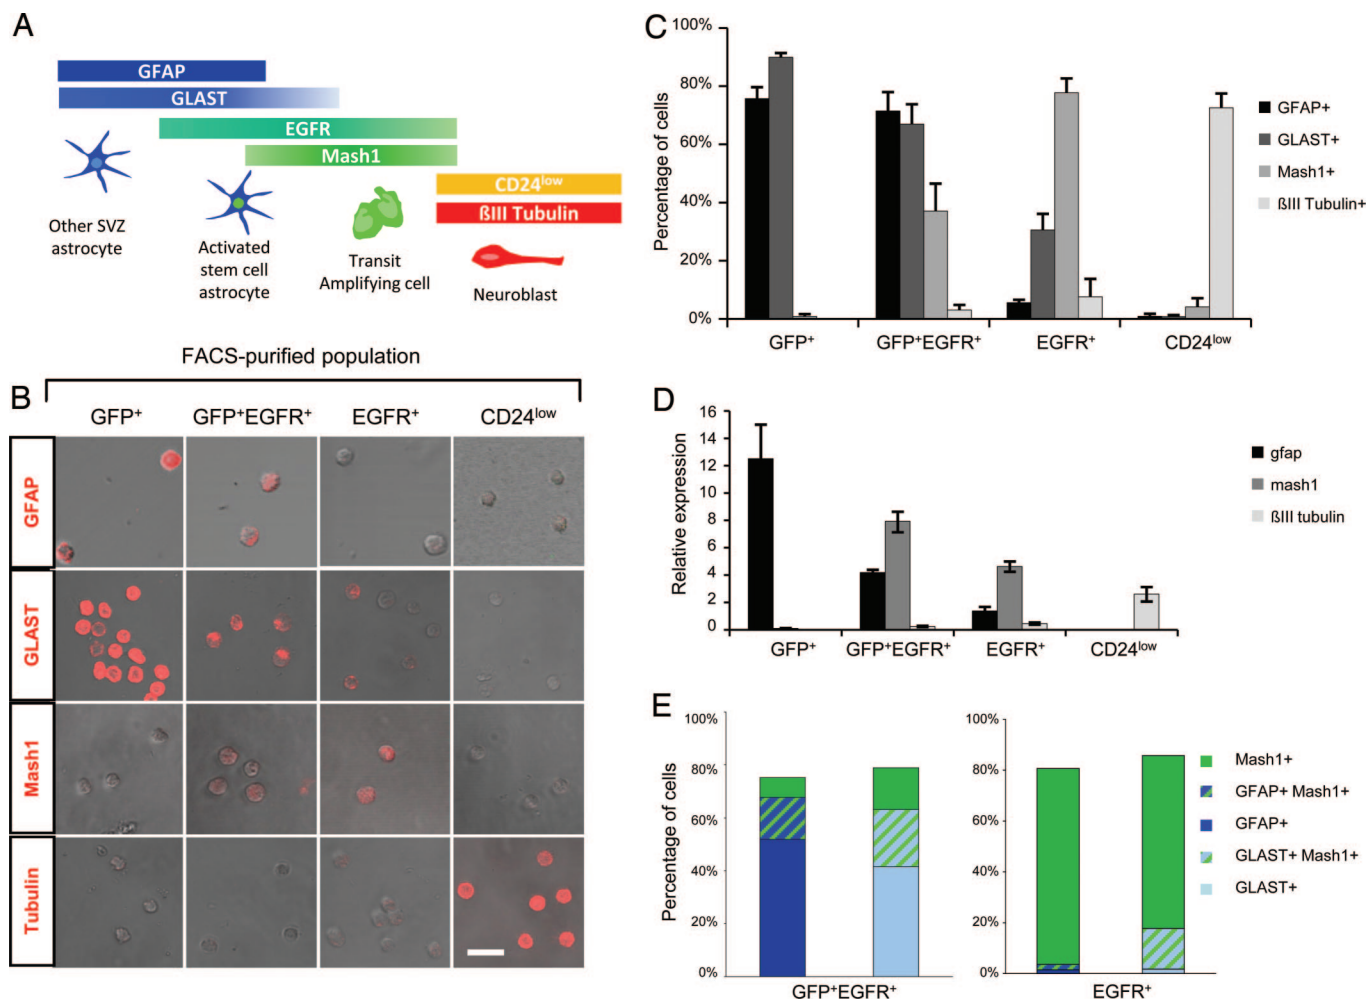 A
GFAP
GLAST
EGFR
Mash1
CD24low
ßIII Tubulin
Other SVZ
astrocyte
Activated
stem cell
astrocyte
Transit
Amplifying cell
Neuroblast
FACS-purified population
B
GFP+
GFP+EGFR+
EGFR+
CD24low
GFAP
GLAST
Mash1
Tubulin
C
Percentage of cells
100%
80%
60%
40%
20%
0%
GFP+
GFP+EGFR+
EGFR+
CD24low
GFAP+
GLAST+
Mash1+
ßIII Tubulin+
D
Relative expression
16
14
12
10
8
6
4
2
0
GFP+
GFP+EGFR+
EGFR+
CD24low
gfap
mash1
ßIII tubulin
E
Percentage of cells
100%
80%
60%
40%
20%
0%
GFP+EGFR+
100%
80%
60%
40%
20%
0%
EGFR+
Mash1+
GFAP+ Mash1+
GFAP+
GLAST+ Mash1+
GLAST+